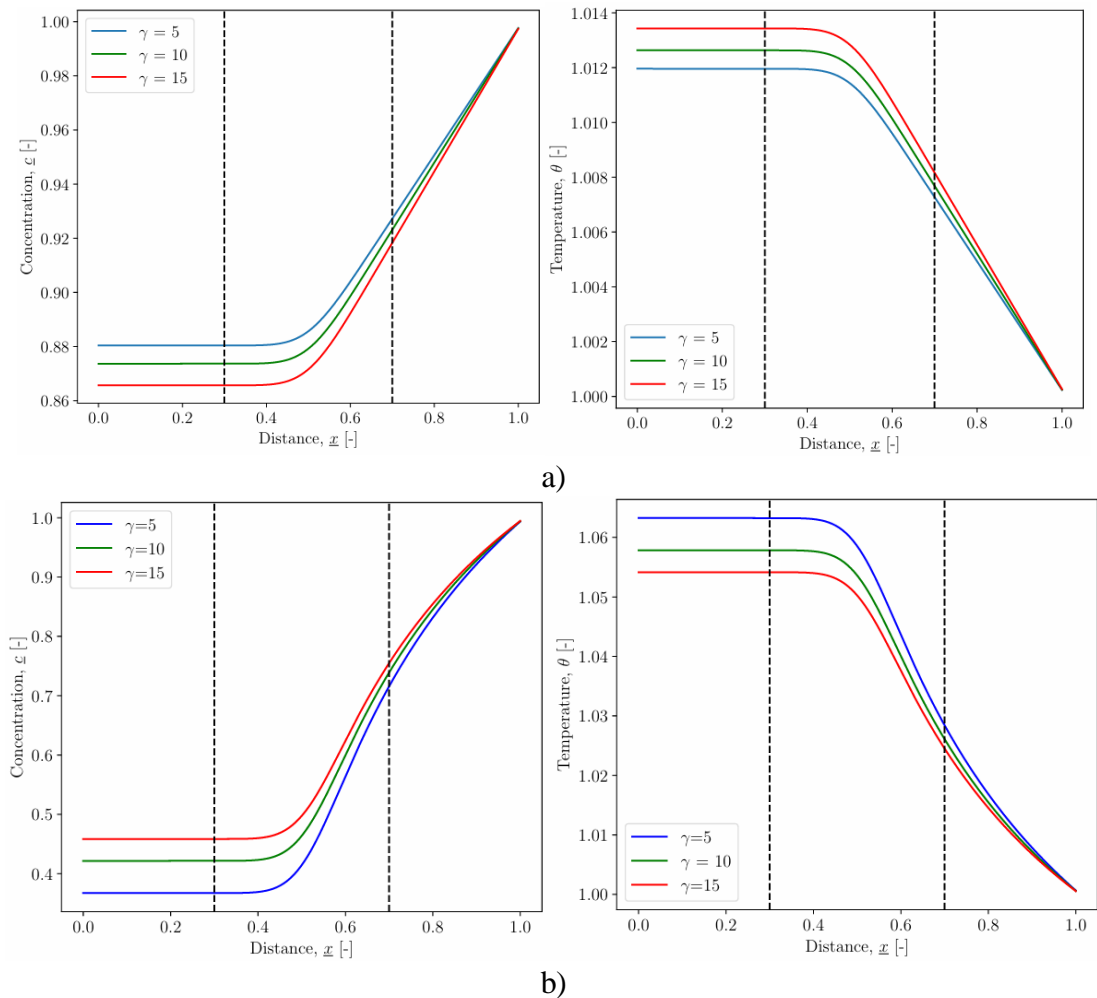 1.00
0.98
0.96
0.94
0.92
0.90
0.88
0.86
Concentration, c [-]
γ = 5
γ = 10
γ = 15
0.0 0.2 0.4 0.6 0.8 1.0
Distance, x [-]
1.014
1.012
1.010
1.008
1.006
1.004
1.002
1.000
Temperature, θ [-]
γ = 5
γ = 10
γ = 15
0.0 0.2 0.4 0.6 0.8 1.0
Distance, x [-]
a)
1.0
0.9
0.8
0.7
0.6
0.5
0.4
Concentration, c [-]
γ=5
γ=10
γ=15
0.0 0.2 0.4 0.6 0.8 1.0
Distance, x [-]
1.06
1.05
1.04
1.03
1.02
1.01
1.00
Temperature, θ [-]
γ=5
γ = 10
γ=15
0.0 0.2 0.4 0.6 0.8 1.0
Distance, x [-]
b)